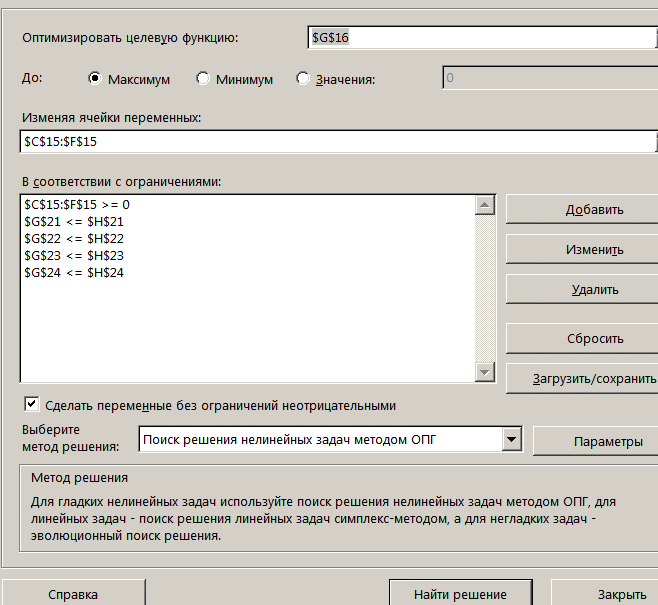 Оптимизировать целевую функцию: $G$16
До: Максимум Минимум Значения: 0
Изменяя ячейки переменных:
$C$15:$F$15
В соответствии с ограничениями:
$C$15:$F$15 >= 0
$G$21 <= $H$21
$G$22 <= $H$22
$G$23 <= $H$23
$G$24 <= $H$24
Добавить
Изменить
Удалить
Сбросить
Загрузить/сохранить
Сделать переменные без ограничений неотрицательными
Выберите
метод решения:
Поиск решения нелинейных задач методом ОПГ
Параметры
Метод решения
Для гладких нелинейных задач используйте поиск решения нелинейных задач методом ОПГ, для
линейных задач - поиск решения линейных задач симплекс-методом, а для негладких задач -
эволюционный поиск решения.
Справка
Найти решение
Закрыть